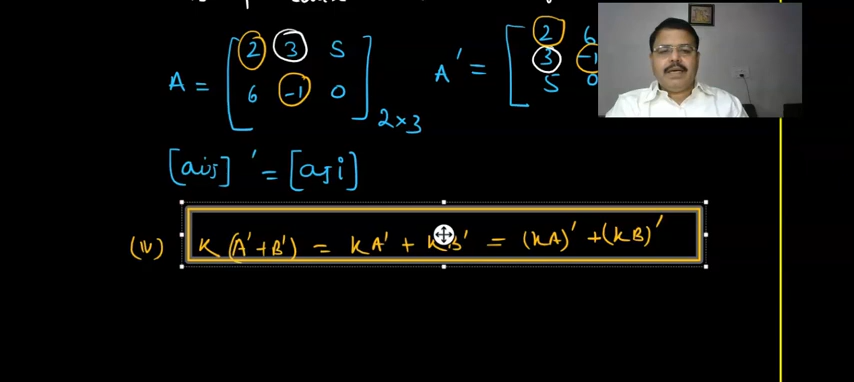 A = [2 3 5
6 -1 0] 2×3
A' = [2 6
3 -1
5 0
[aij]' = [aji]
(iv) K(A'+B') = KA' + KB' = (KA)' + (KB)'